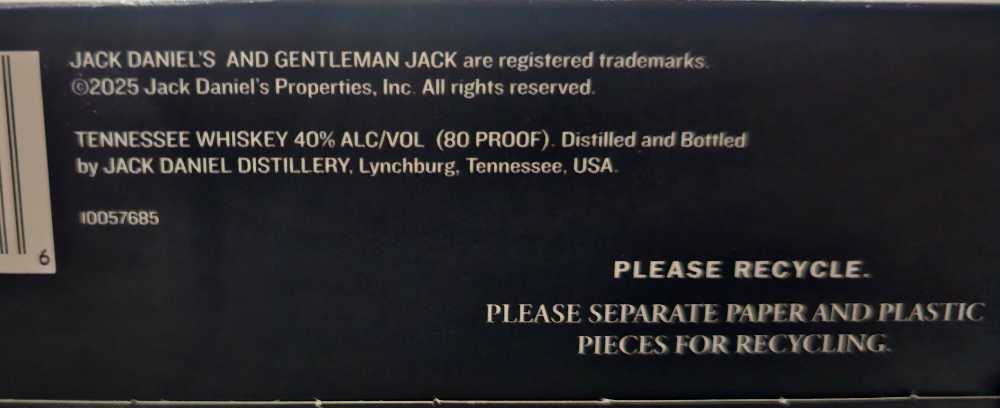 JACK DANIEL'S AND GENTLEMAN JACK are registered trademarks.
©2025 Jack Daniel's Properties, Inc. All rights reserved.
TENNESSEE WHISKEY 40% ALC/VOL (80 PROOF). Distilled and Bottled
by JACK DANIEL DISTILLERY, Lynchburg, Tennessee, USA.
10057685
6
PLEASE RECYCLE.
PLEASE SEPARATE PAPER AND PLASTIC
PIECES FOR RECYCLING.